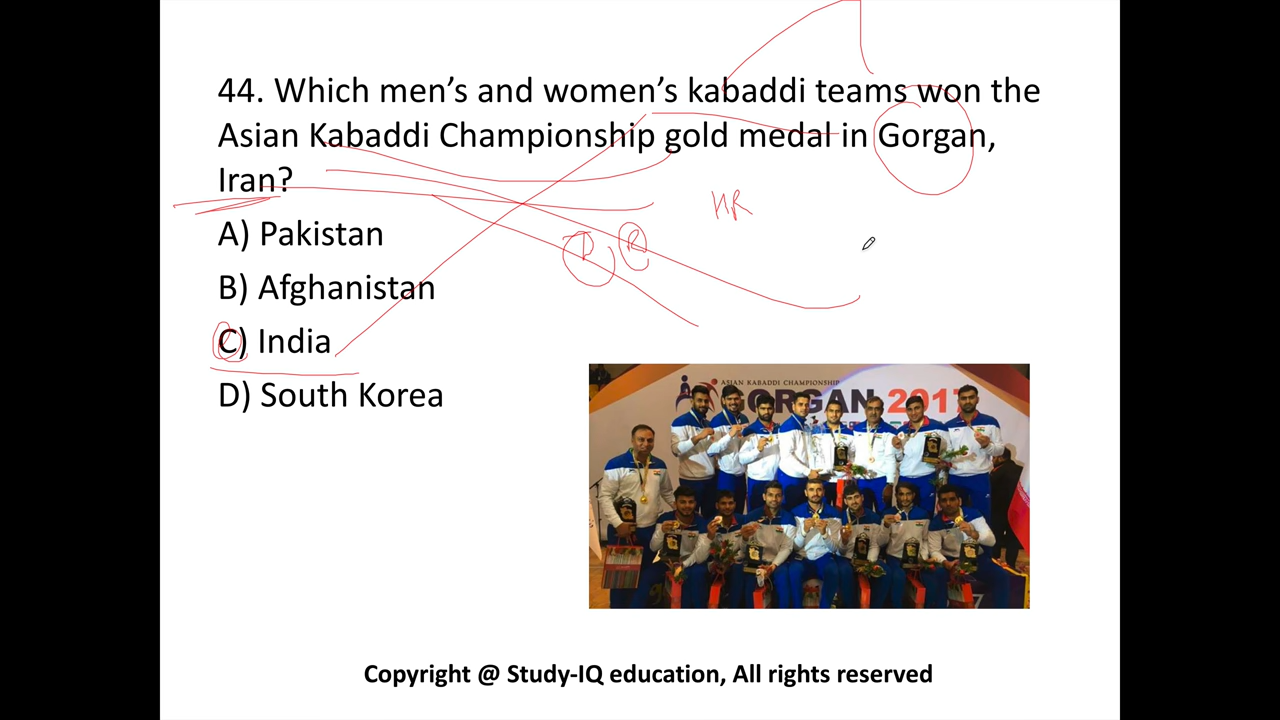 44. Which men's and women's kabaddi teams won the
Asian Kabaddi Championship gold medal in Gorgan,
Iran?
HR
A) Pakistan
R
B) Afghanistan
C) India
D) South Korea
ASIAN KABADDI CHAMPIONSHIP
GORGAN 2017
Copyright @ Study-IQ education, All rights reserved